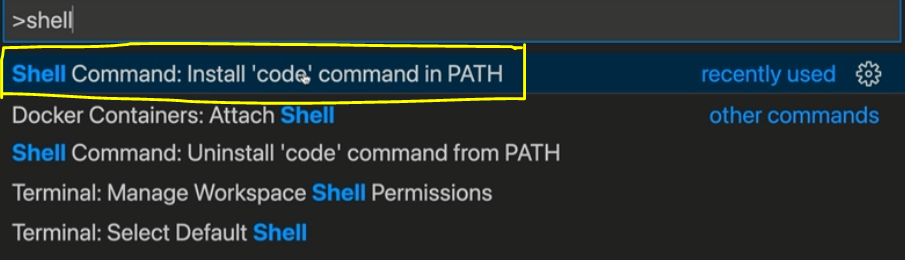 >shell
Shell Command: Install 'code' command in PATH recently used
Docker Containers: Attach Shell other commands
Shell Command: Uninstall 'code' command from PATH
Terminal: Manage Workspace Shell Permissions
Terminal: Select Default Shell